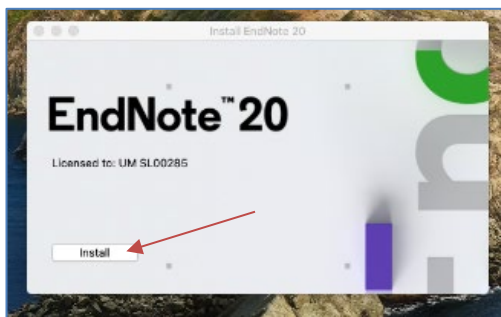 Install EndNote 20
EndNote™ 20
Licensed to: UM SL00285
Install